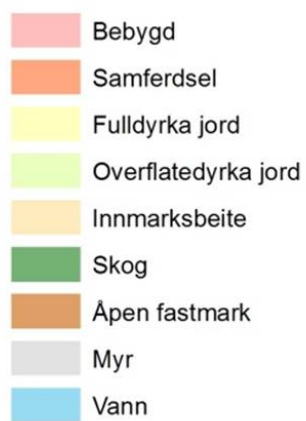 Bebygd
Samferdsel
Fulldyrka jord
Overflatedyrka jord
Innmarksbeite
Skog
Åpen fastmark
Myr
Vann